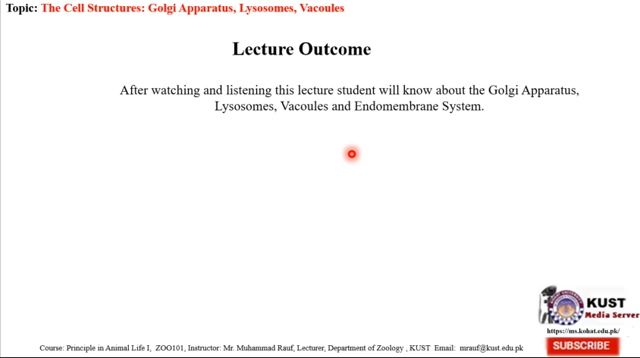 Topic: The Cell Structures: Golgi Apparatus, Lysosomes, Vacoules
Lecture Outcome
After watching and listening this lecture student will know about the Golgi Apparatus,
Lysosomes, Vacoules and Endomembrane System.
KUST
Media Server
https://ms.kohat.edu.pk/
SUBSCRIBE
Course: Principle in Animal Life I, ZOO101, Instructor: Mr. Muhammad Rauf, Lecturer, Department of Zoology , KUST Email: mrauf@kust.edu.pk